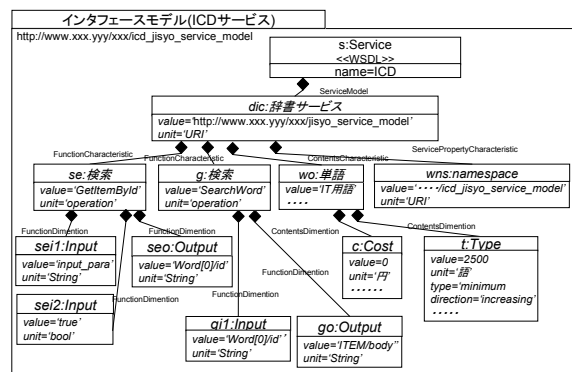 インタフェースモデル(ICDサービス)
http://www.xxx.yyy/xxx/icd_jisyo_service_model
s:Service
<<WSDL>>
name=ICD
ServiceModel
dic:辞書サービス
value='http://www.xxx.yyy/xxx/jisyo_service_model'
unit='URI'
FunctionCharacteristic
FunctionCharacteristic
ContentsCharacteristic
ServicePropertyCharacteristic
se:検索
value='GetItemById'
unit='operation'
g:検索
value='SearchWord'
unit='operation'
wo:単語
value='IT用語'
‥‥
wns:namespace
value='‥‥/icd_jisyo_service_model'
unit='URI'
FunctionDimention
FunctionDimention
ContentsDimention
ContentsDimention
sei1:Input
value='input_para'
unit='String'
seo:Output
value='Word[0]/id'
unit='String'
c:Cost
value=0
unit='円'
‥‥‥
t:Type
value=2500
unit='語'
type='minimum
direction='increasing'
‥‥‥
FunctionDimention
FunctionDimention
FunctionDimention
sei2:Input
value='true'
unit='bool'
gi1:Input
value='Word[0]/id' '
unit='String'
go:Output
value='ITEM/body''
unit='String'